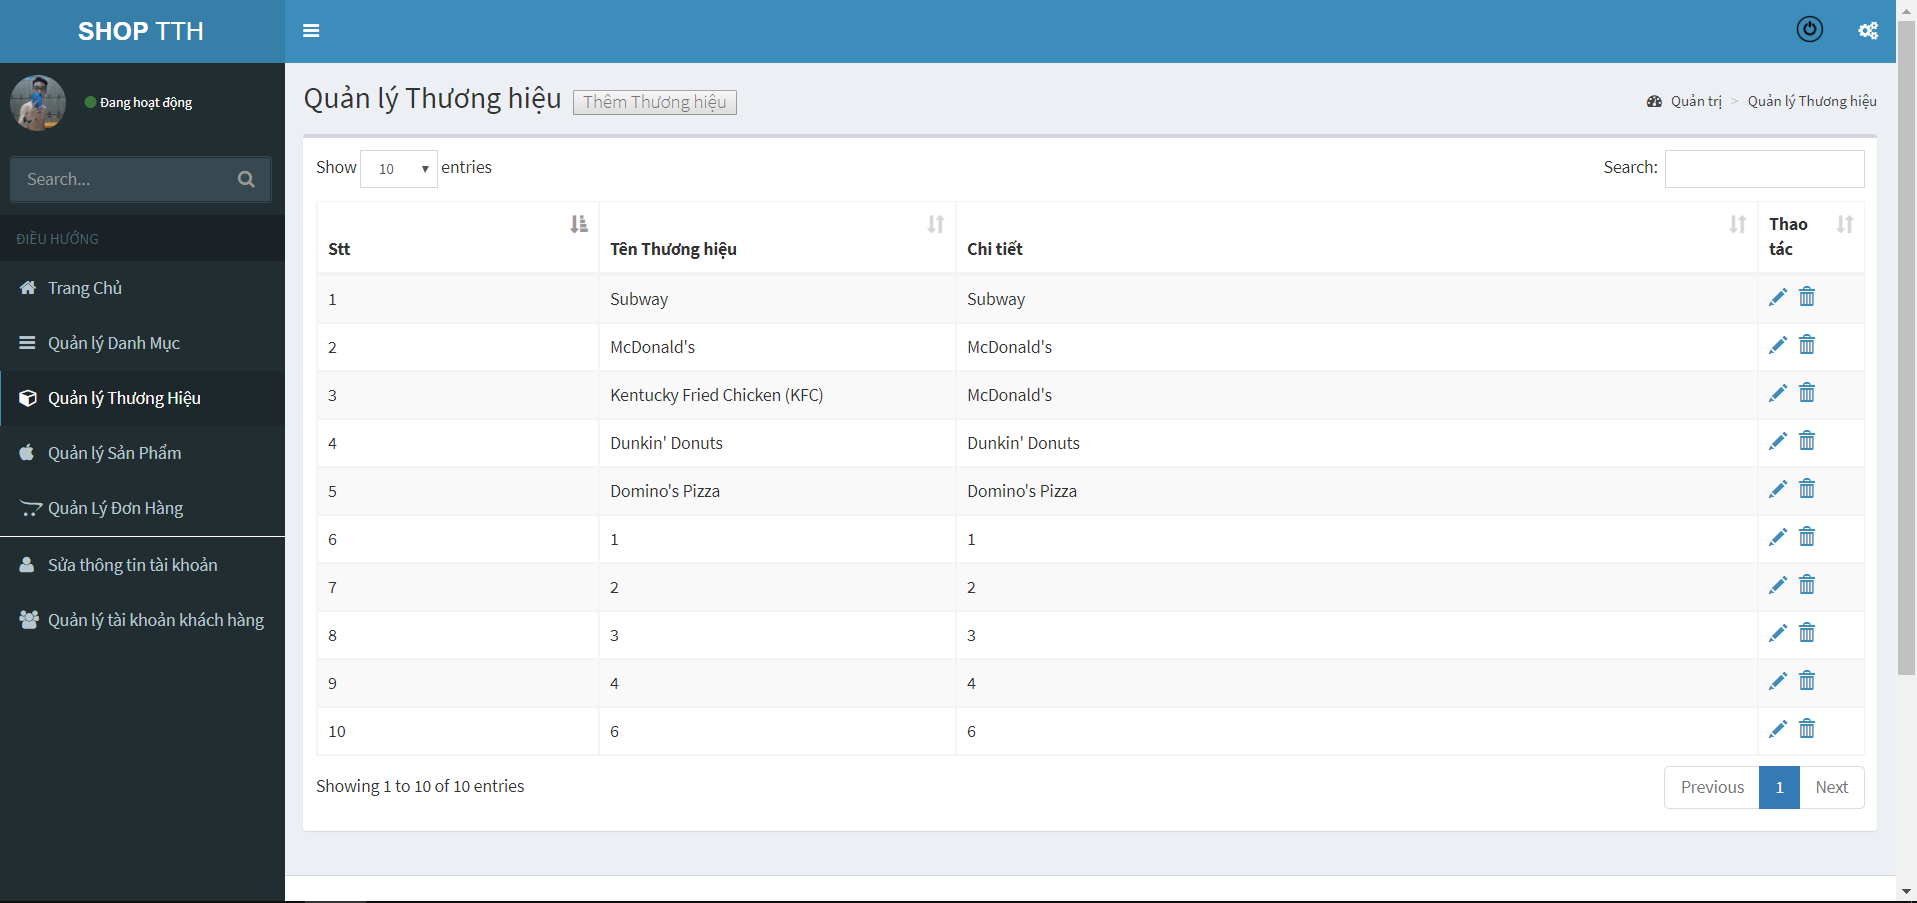 SHOP TTH
Đang hoạt động
Search...
ĐIỀU HƯỚNG
Trang Chủ
Quản lý Danh Mục
Quản lý Thương Hiệu
Quản lý Sản Phẩm
Quản Lý Đơn Hàng
Sửa thông tin tài khoản
Quản lý tài khoản khách hàng
Quản lý Thương hiệu Thêm Thương hiệu
Quản trị > Quản lý Thương hiệu
Show 10 entries
Search:
Stt Tên Thương hiệu Chi tiết Thao tác
1 Subway Subway
2 McDonald's McDonald's
3 Kentucky Fried Chicken (KFC) McDonald's
4 Dunkin' Donuts Dunkin' Donuts
5 Domino's Pizza Domino's Pizza
6 1 1
7 2 2
8 3 3
9 4 4
10 6 6
Showing 1 to 10 of 10 entries
Previous 1 Next